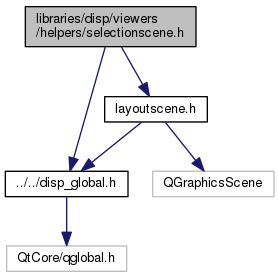 libraries/disp/viewers
/helpers/selectionscene.h
layoutscene.h
../../disp_global.h
QGraphicsScene
QtCore/qglobal.h